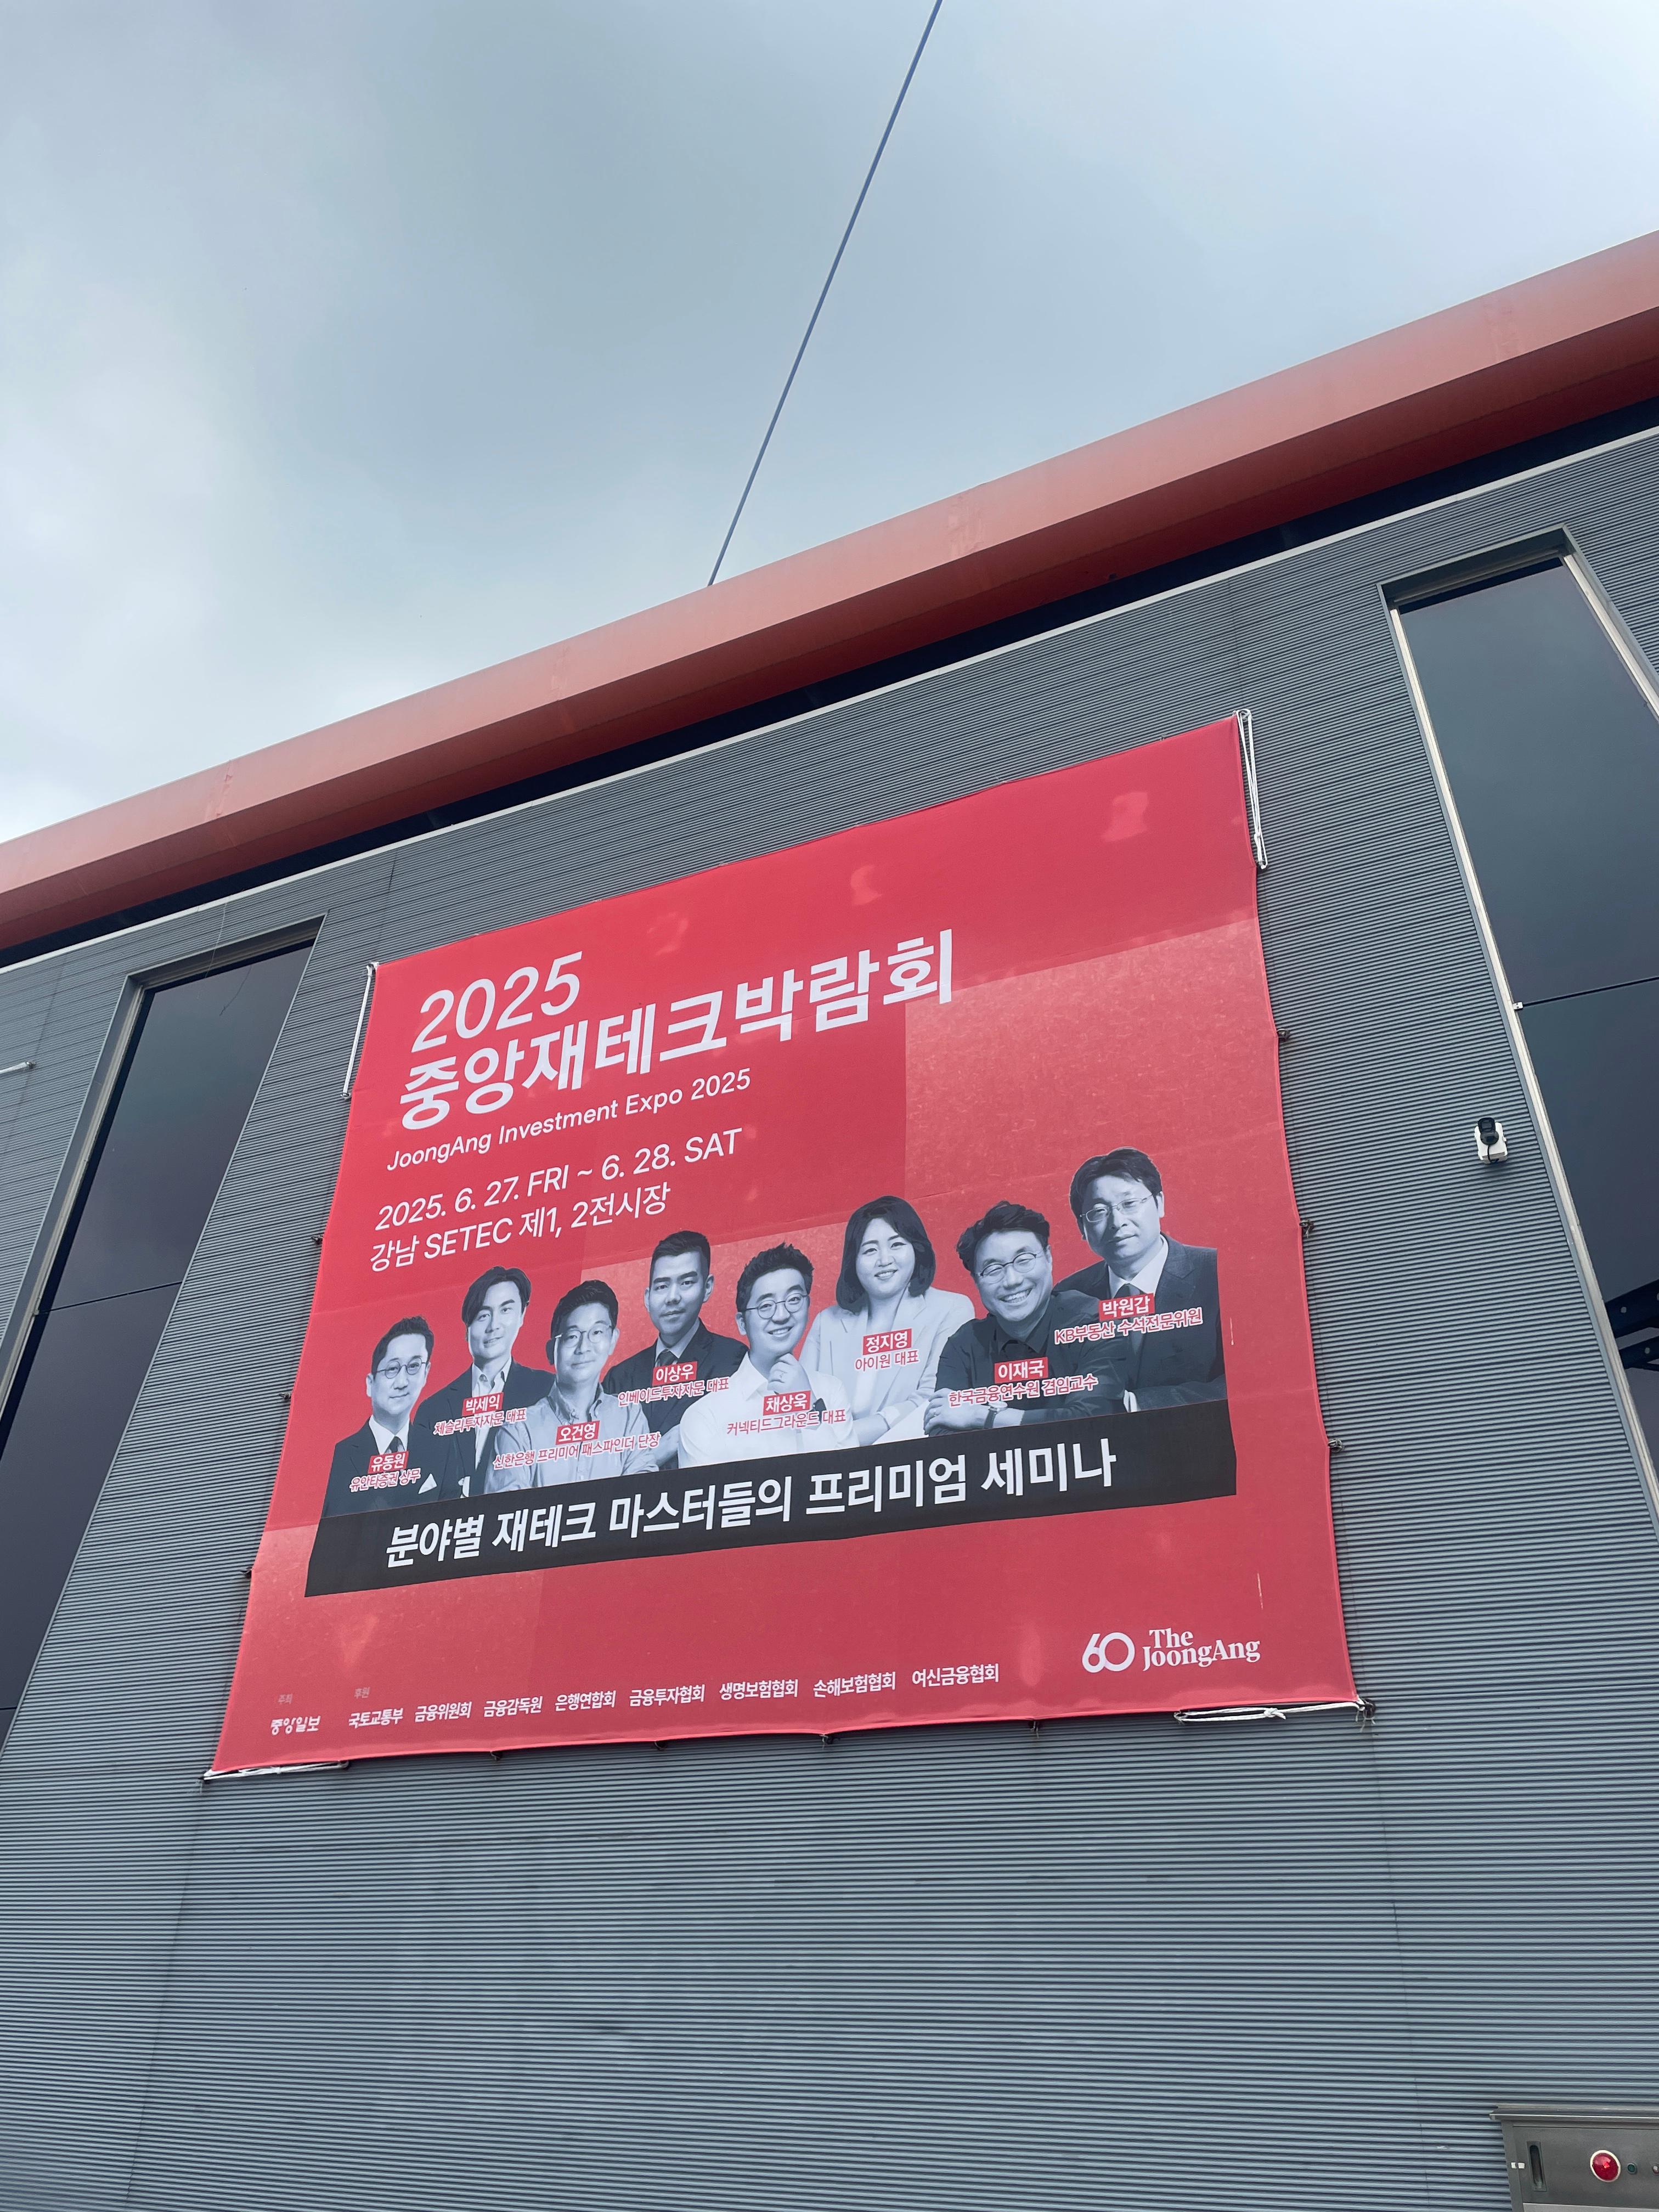 2025
중앙재테크박람회
JoongAng Investment Expo 2025
2025. 6. 27. FRI ~ 6. 28. SAT
강남 SETEC 제1, 2전시장
유동원
유안타증권 상무
박세익
체슬리투자자문 대표
오건영
신한은행 프리미어 패스파인더 단장
이상우
인베이드투자자문 대표
채상욱
커넥티드그라운드 대표
정지영
아이원 대표
이재국
한국금융연수원 겸임교수
박원갑
KB부동산 수석전문위원
분야별 재테크 마스터들의 프리미엄 세미나
60 The JoongAng
주최
중앙일보
후원
국토교통부 금융위원회 금융감독원 은행연합회 금융투자협회 생명보험협회 손해보험협회 여신금융협회